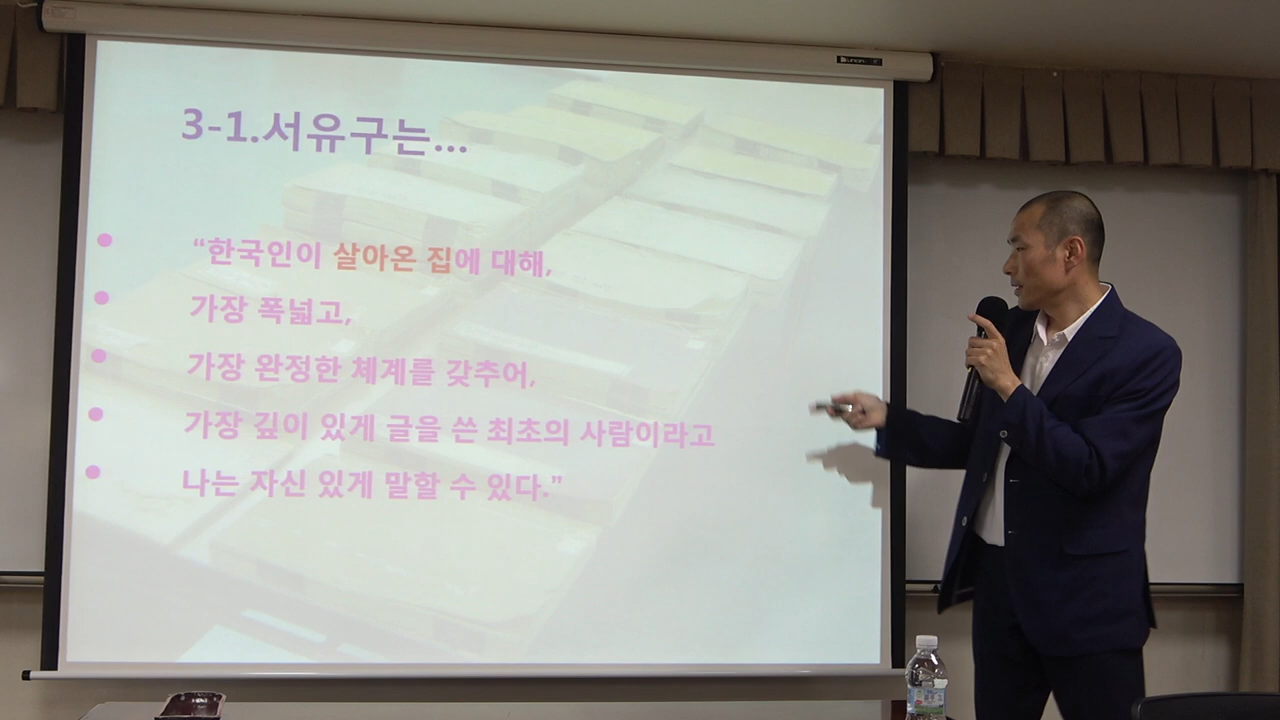 3-1.서유구는...
• “한국인이 살아온 집에 대해,
• 가장 폭넓고,
• 가장 완정한 체계를 갖추어,
• 가장 깊이 있게 글을 쓴 최초의 사람이라고
• 나는 자신 있게 말할 수 있다.”